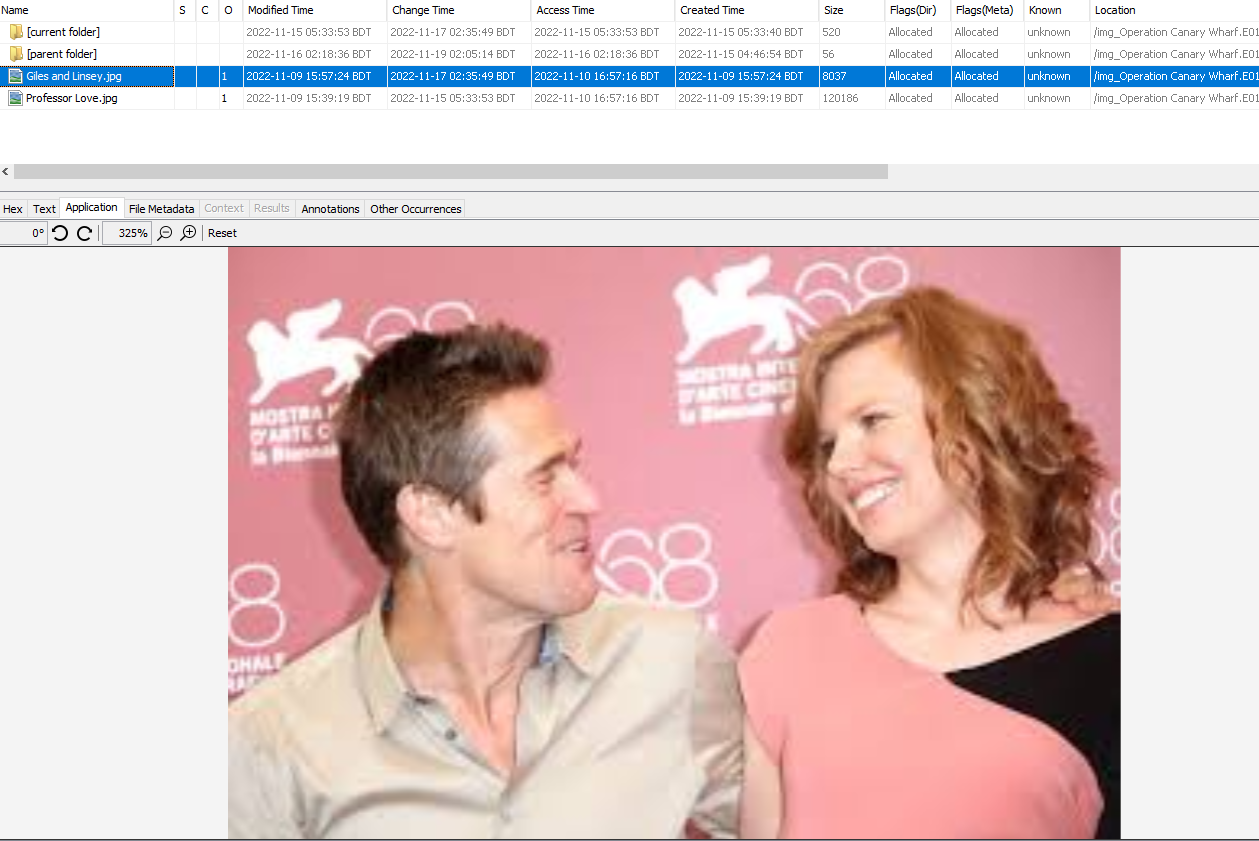 Name S C O Modified Time Change Time Access Time Created Time Size Flags(Dir) Flags(Meta) Known Location
[current folder] 2022-11-15 05:33:53 BDT 2022-11-17 02:35:49 BDT 2022-11-15 05:33:53 BDT 2022-11-15 05:33:40 BDT 520 Allocated Allocated unknown /img_Operation Canary Wharf.E01
[parent folder] 2022-11-16 02:18:36 BDT 2022-11-19 02:05:14 BDT 2022-11-16 02:18:36 BDT 2022-11-15 04:46:54 BDT 56 Allocated Allocated unknown /img_Operation Canary Wharf.E01
Giles and Linsey.jpg 1 2022-11-09 15:57:24 BDT 2022-11-17 02:35:49 BDT 2022-11-10 16:57:16 BDT 2022-11-09 15:57:24 BDT 8037 Allocated Allocated unknown /img_Operation Canary Wharf.E01
Professor Love.jpg 1 2022-11-09 15:39:19 BDT 2022-11-15 05:33:53 BDT 2022-11-10 16:57:16 BDT 2022-11-09 15:39:19 BDT 120186 Allocated Allocated unknown /img_Operation Canary Wharf.E01
Hex Text Application File Metadata Context Results Annotations Other Occurrences
0° 325% Reset
68
68
MOSTRA INTE
D'ARTE CINE
la Biennale d
MOSTRA
D'ARTE C
la Biennale
68
8